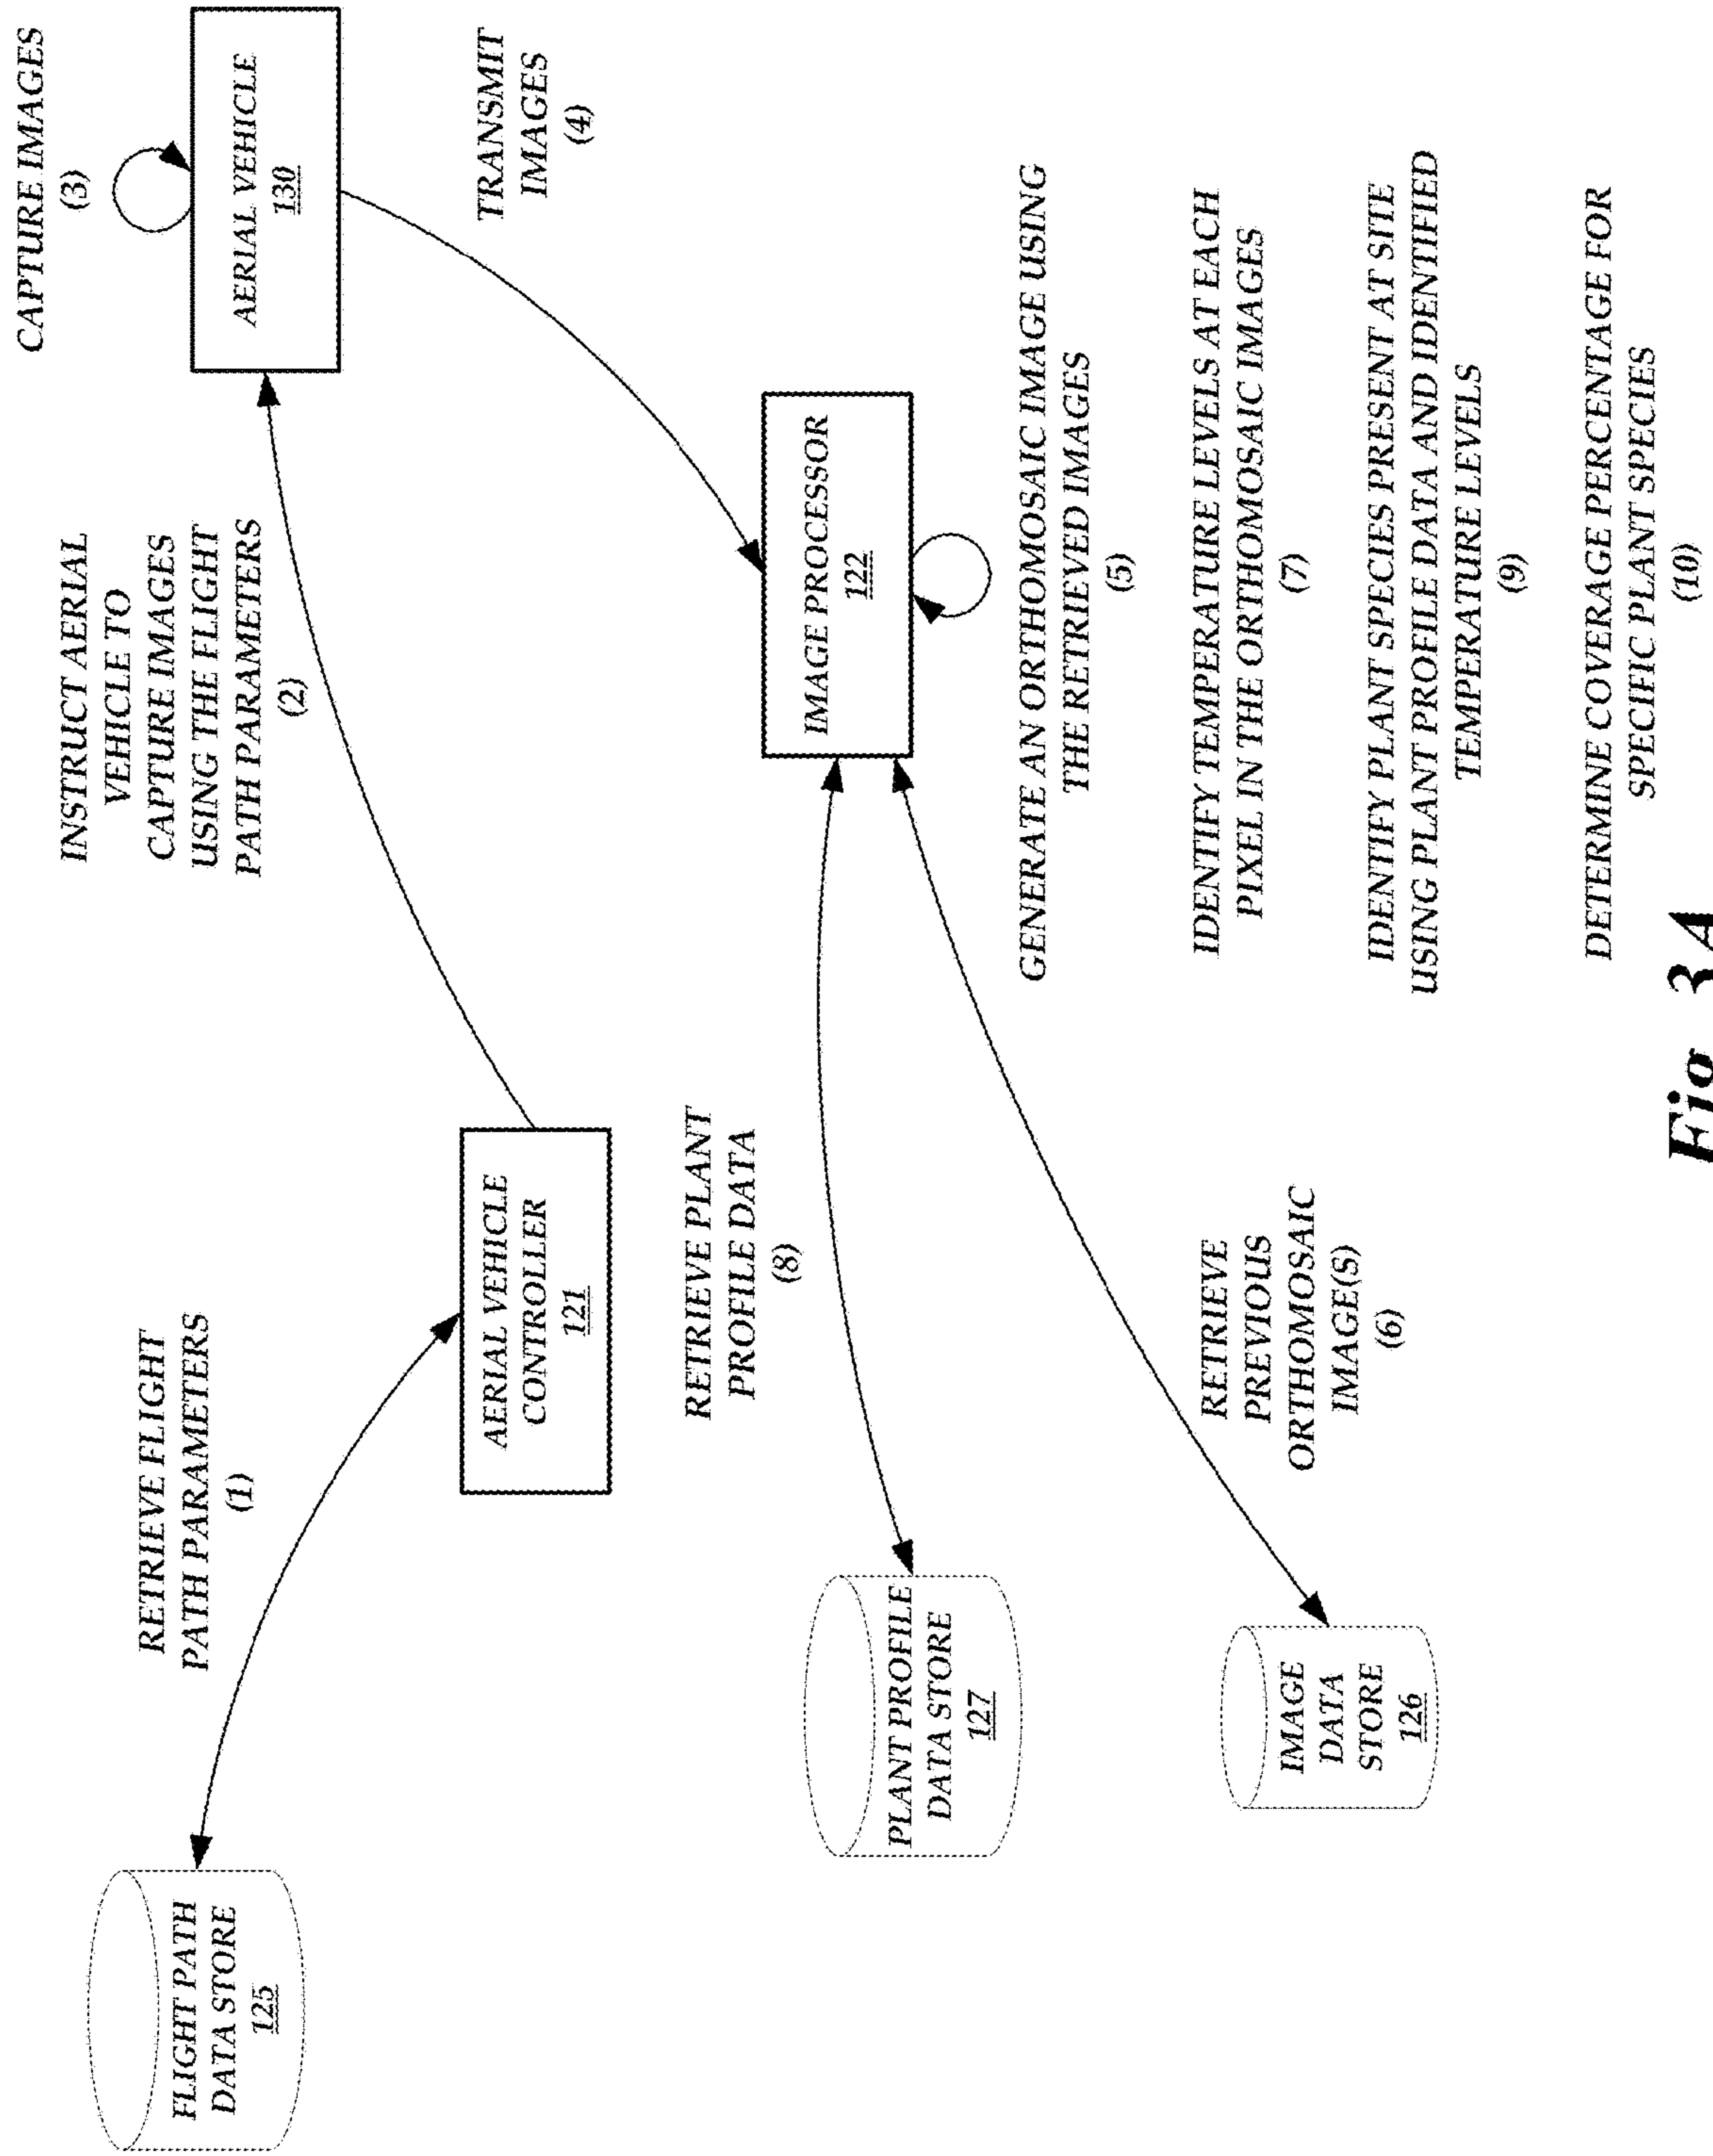 CAPTURE IMAGES
(3)
AERIAL VEHICLE
130
TRANSMIT
IMAGES
(4)
INSTRUCT AERIAL
VEHICLE TO
CAPTURE IMAGES
USING THE FLIGHT
PATH PARAMETERS
(2)
RETRIEVE FLIGHT
PATH PARAMETERS
(1)
FLIGHT PATH
DATA STORE
125
AERIAL VEHICLE
CONTROLLER
121
IMAGE PROCESSOR
122
RETRIEVE PLANT
PROFILE DATA
(8)
PLANT PROFILE
DATA STORE
127
RETRIEVE
PREVIOUS
ORTHOMOSAIC
IMAGE(S)
(6)
IMAGE
DATA
STORE
126
GENERATE AN ORTHOMOSAIC IMAGE USING
THE RETRIEVED IMAGES
(5)
IDENTIFY TEMPERATURE LEVELS AT EACH
PIXEL IN THE ORTHOMOSAIC IMAGES
(7)
IDENTIFY PLANT SPECIES PRESENT AT SITE
USING PLANT PROFILE DATA AND IDENTIFIED
TEMPERATURE LEVELS
(9)
DETERMINE COVERAGE PERCENTAGE FOR
SPECIFIC PLANT SPECIES
(10)
Fig. 3A